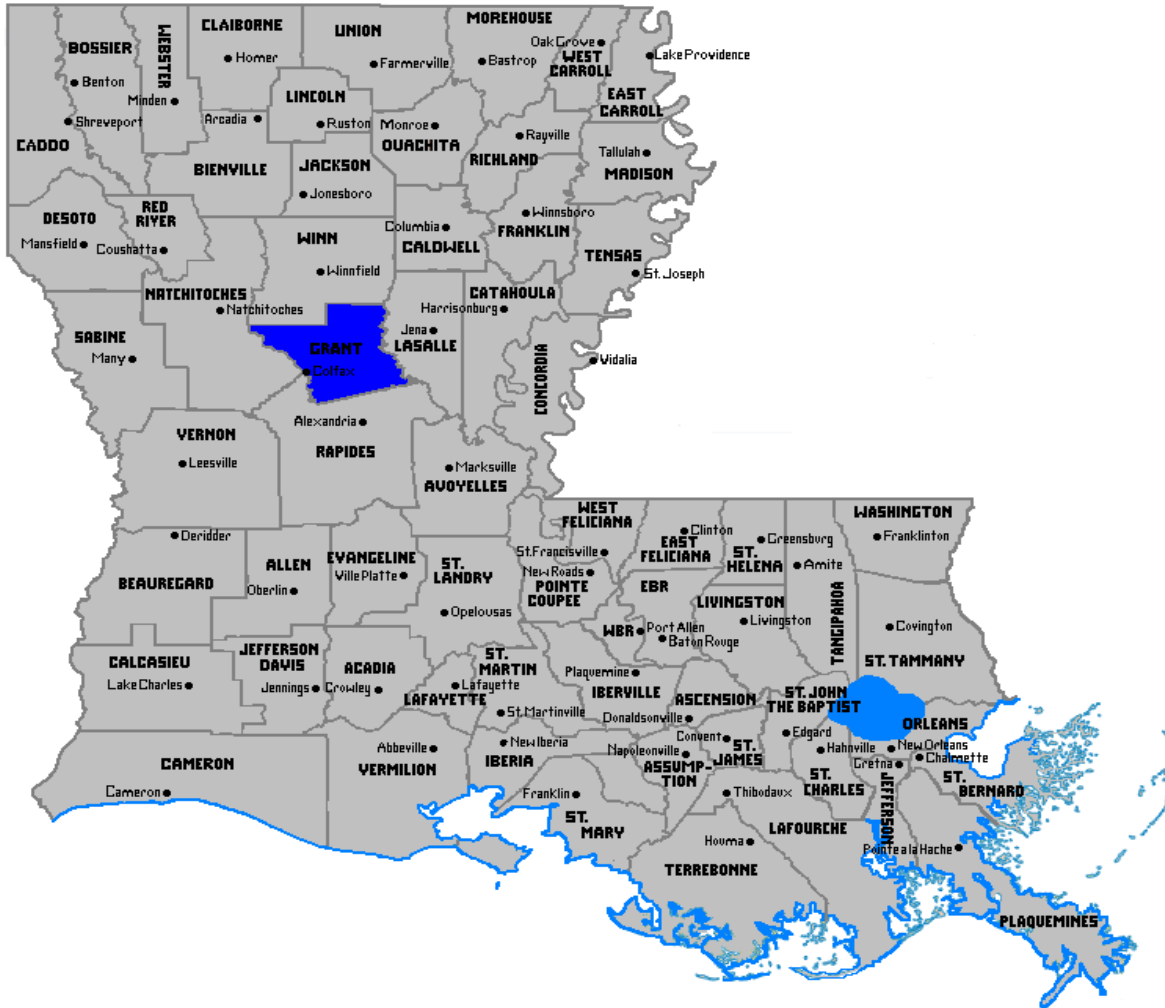 MOREHOUSE
CLAIBORNE
UNION
Oak Grove
BOSSIER
WEBSTER
Homer
Farmerville
Bastrop
WEST
CARROLL
Lake Providence
Benton
LINCOLN
EAST
CARROLL
Minden
Shreveport
Arcadia
Ruston
Monroe
OUACHITA
Rayville
CADDO
BIENVILLE
JACKSON
RICHLAND
Tallulah
MADISON
Jonesboro
DESOTO
RED
RIVER
Winnsboro
Mansfield
Coushatta
WINN
Columbia
CALDWELL
FRANKLIN
TENSAS
Winnfield
St. Joseph
NATCHITOCHES
CATAHOULA
Natchitoches
Harrisonburg
SABINE
Jena
LASALLE
Many
GRANT
Colfax
CONCORDIA
Vidalia
Alexandria
VERNON
RAPIDES
Leesville
Marksville
AVOYELLES
WEST
FELICIANA
WASHINGTON
Deridder
Clinton
Greensburg
Franklinton
EAST
FELICIANA
St. Francisville
ST.
HELENA
ALLEN
EVANGELINE
ST.
LANDRY
Amite
BEAUREGARD
Oberlin
Ville Platte
New Roads
POINTE
COUPEE
EBR
LIVINGSTON
TANGIPAHOA
Opelousas
Port Allen
WBR
Baton Rouge
Livingston
Covington
CALCASIEU
JEFFERSON
DAVIS
ACADIA
ST.
MARTIN
ST. TAMMANY
Lake Charles
Jennings
Crowley
LAFAYETTE
Lafayette
Plaquemine
IBERVILLE
ASCENSION
ST. JOHN
THE BAPTIST
St. Martinville
Donaldsonville
ORLEANS
Abbeville
New Iberia
Convent
Edgard
New Orleans
CAMERON
VERMILION
IBERIA
Napoleonville
ASSUMP-
TION
ST.
JAMES
Hahnville
Gretna
Chalmette
Cameron
Franklin
Thibodaux
ST.
CHARLES
JEFFERSON
ST.
BERNARD
ST.
MARY
LAFOURCHE
Houma
Pointe a la Hache
TERREBONNE
PLAQUEMINES